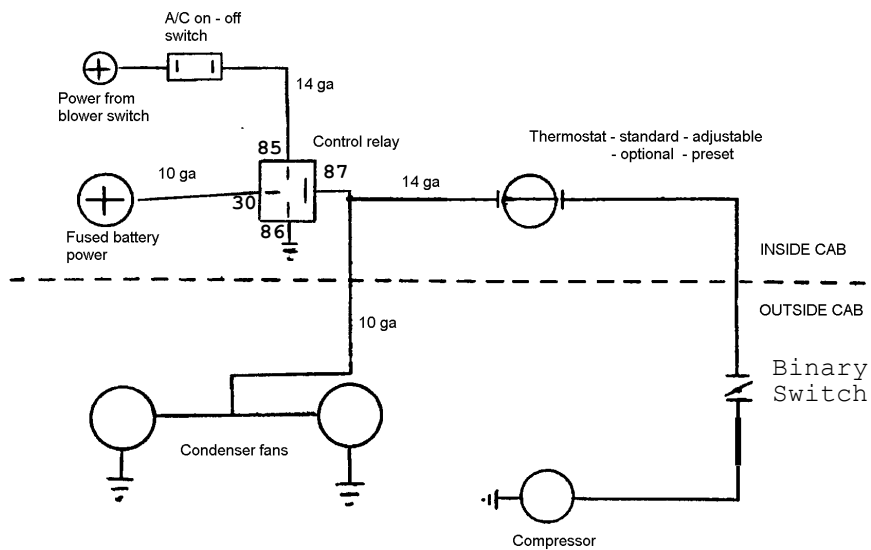 A/C on - off
switch
Power from
blower switch
14 ga
85
Control relay
87
10 ga
30
86
Fused battery
power
14 ga
Thermostat - standard - adjustable
- optional - preset
INSIDE CAB
OUTSIDE CAB
10 ga
Binary
Switch
Condenser fans
Compressor